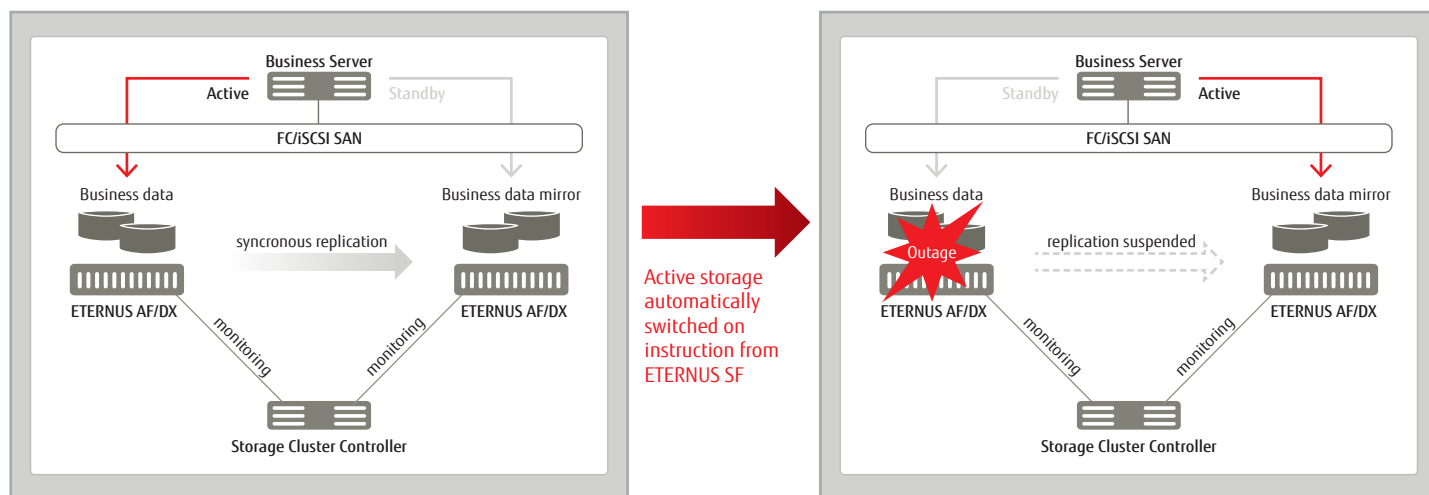 Business Server
Active
Standby
FC/iSCSI SAN
Business data
Business data mirror
syncronous replication
ETERNUS AF/DX
ETERNUS AF/DX
monitoring
monitoring
Storage Cluster Controller
Active storage
automatically
switched on
instruction from
ETERNUS SF
Business Server
Standby
Active
FC/iSCSI SAN
Business data
Business data mirror
Outage
replication suspended
ETERNUS AF/DX
ETERNUS AF/DX
monitoring
monitoring
Storage Cluster Controller